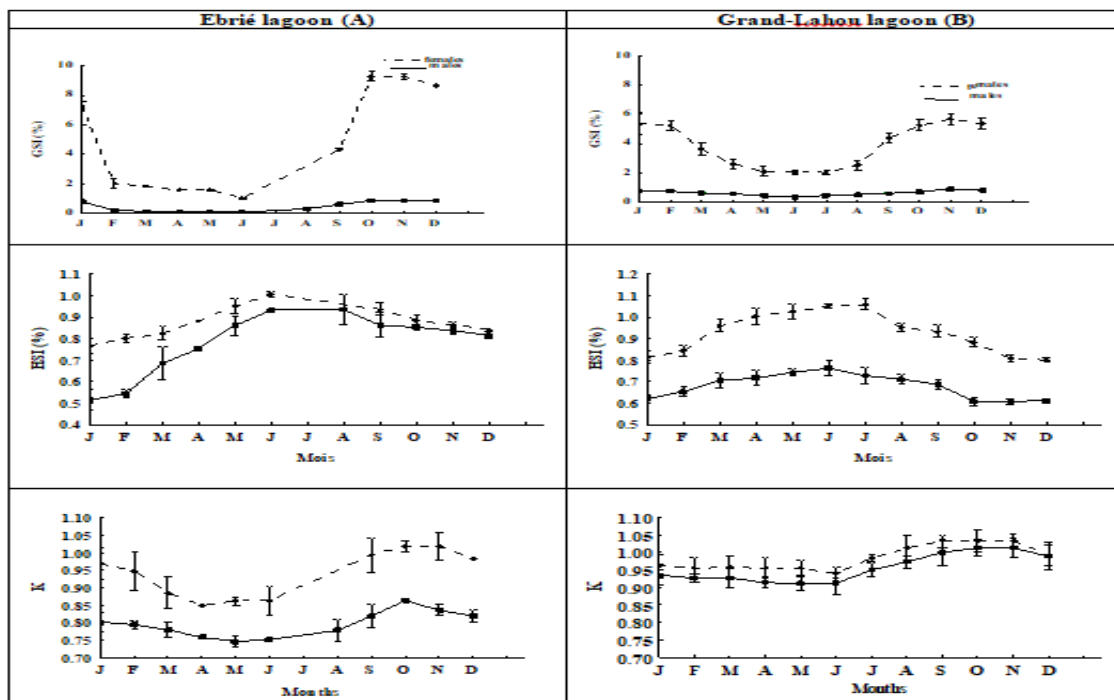 Ebrié lagoon (A)
Grand-Lahou lagoon (B)
females
males
10
8
6
4
2
0
GSI (%)
J F M A M J J A S O N D
males
10
8
6
4
2
0
GSI (%)
J F M A M J J A S O N D
1.1
1.0
0.9
0.8
0.7
0.6
0.5
0.4
HSI (%)
J F M A M J A S O N D
Mois
1.2
1.1
1.0
0.9
0.8
0.7
0.6
0.5
HSI (%)
J F M A M J J A S O N D
Mois
1.10
1.05
1.00
0.95
0.90
0.85
0.80
0.75
0.70
K
J F M A M J J A S O N D
Months
1.10
1.05
1.00
0.95
0.90
0.85
0.80
0.75
0.70
K
J F M A M J J A S O N D
Months